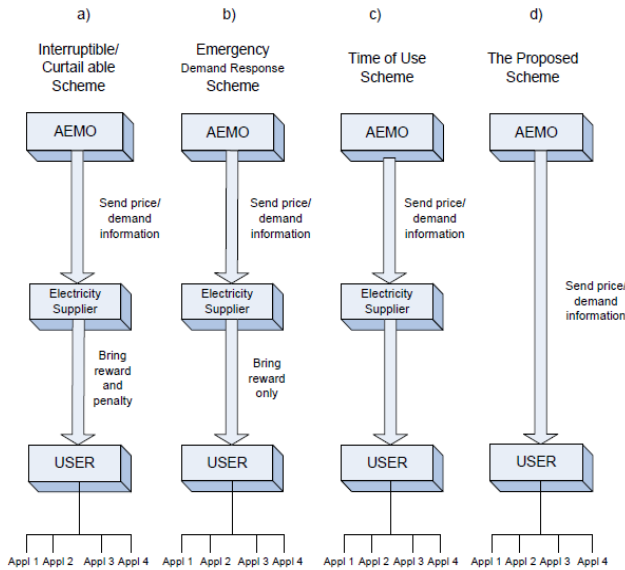 a)
Interruptible/
Curtail able
Scheme
AEMO
Send price/
demand
information
Electricity
Supplier
Bring
reward
and
penalty
USER
Appl 1 Appl 2 Appl 3 Appl 4
b)
Emergency
Demand Response
Scheme
AEMO
Send price/
demand
information
Electricity
Supplier
Bring
reward
only
USER
Appl 1 Appl 2 Appl 3 Appl 4
c)
Time of Use
Scheme
AEMO
Send price/
demand
information
Electricity
Supplier
USER
Appl 1 Appl 2 Appl 3 Appl 4
d)
The Proposed
Scheme
AEMO
Send price/
demand
information
USER
Appl 1 Appl 2 Appl 3 Appl 4